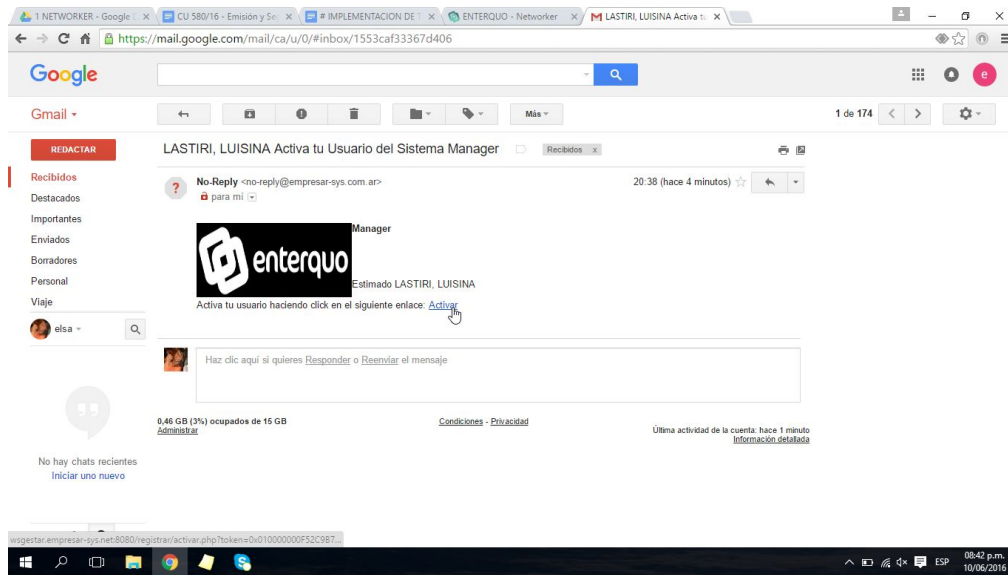 1 NETWORKER - Google D
CU 580/16 - Emisión y Se
# IMPLEMENTACION DE T
ENTERQUO - Networker
LASTIRI, LUISINA Activa tu
https://mail.google.com/mail/ca/u/0/#inbox/1553caf33367d406
Google
e
Gmail
Más
1 de 174
REDACTAR
LASTIRI, LUISINA Activa tu Usuario del Sistema Manager
Recibidos x
Recibidos
Destacados
Importantes
Enviados
Borradores
Personal
Viaje
elsa
No-Reply <no-reply@empresar-sys.com.ar>
20:38 (hace 4 minutos)
para mí
enterquo
Manager
Estimado LASTIRI, LUISINA
Activa tu usuario haciendo click en el siguiente enlace: Activar
Haz clic aquí si quieres Responder o Reenviar el mensaje
0,46 GB (3%) ocupados de 15 GB
Administrar
Condiciones - Privacidad
Última actividad de la cuenta: hace 1 minuto
Información detallada
No hay chats recientes
Iniciar uno nuevo
wsgestar.empresar-sys.net:8080/registrar/activar.php?token=0x010000000F52C9B7...
ESP
08:42 p.m.
10/06/2016